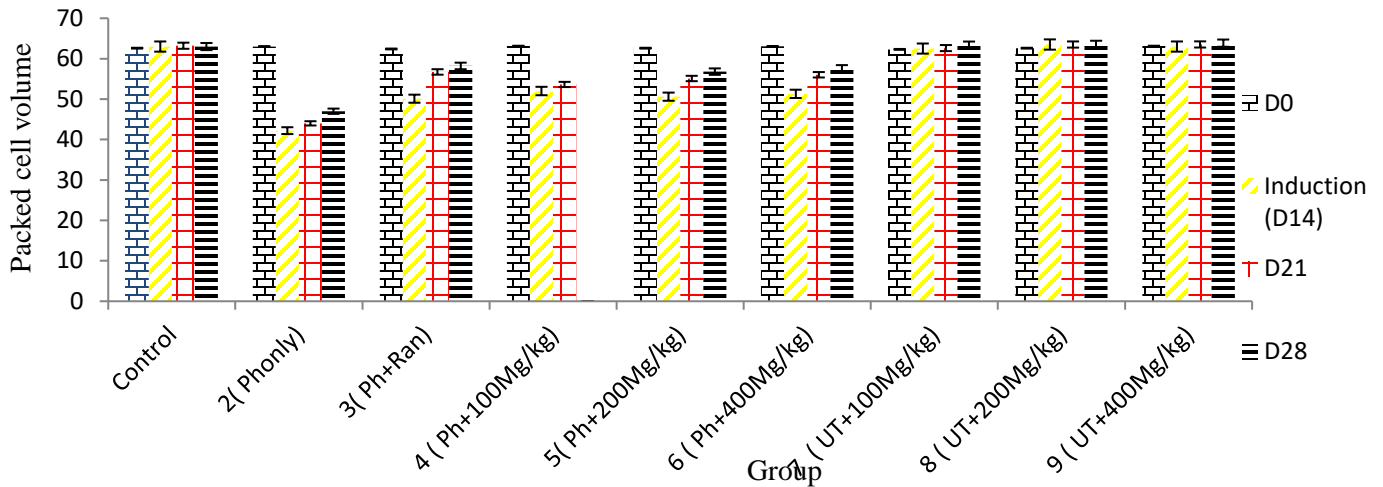 70
60
50
40
30
20
10
0
Packed cell volume
Control
2( Phonly)
3( Ph+Ran)
4 ( Ph+100Mg/kg)
5( Ph+200Mg/kg)
6 ( Ph+400Mg/kg)
7 ( UT+100Mg/kg)
8 ( UT+200Mg/kg)
9 ( UT+400Mg/kg)
Group
D0
Induction
(D14)
D21
D28